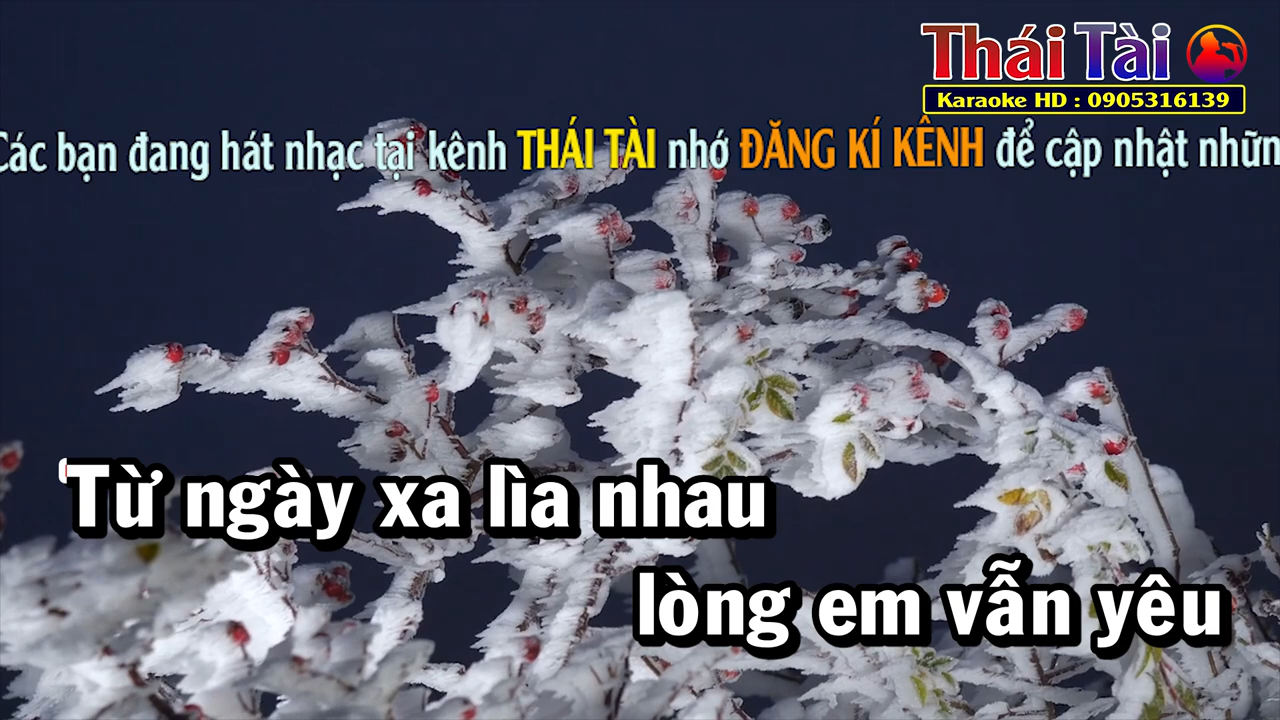 Thái Tài
Karaoke HD : 0905316139
Các bạn đang hát nhạc tại kênh THÁI TÀI nhớ ĐĂNG KÍ KÊNH để cập nhật nhữn
Từ ngày xa lìa nhau
lòng em vẫn yêu